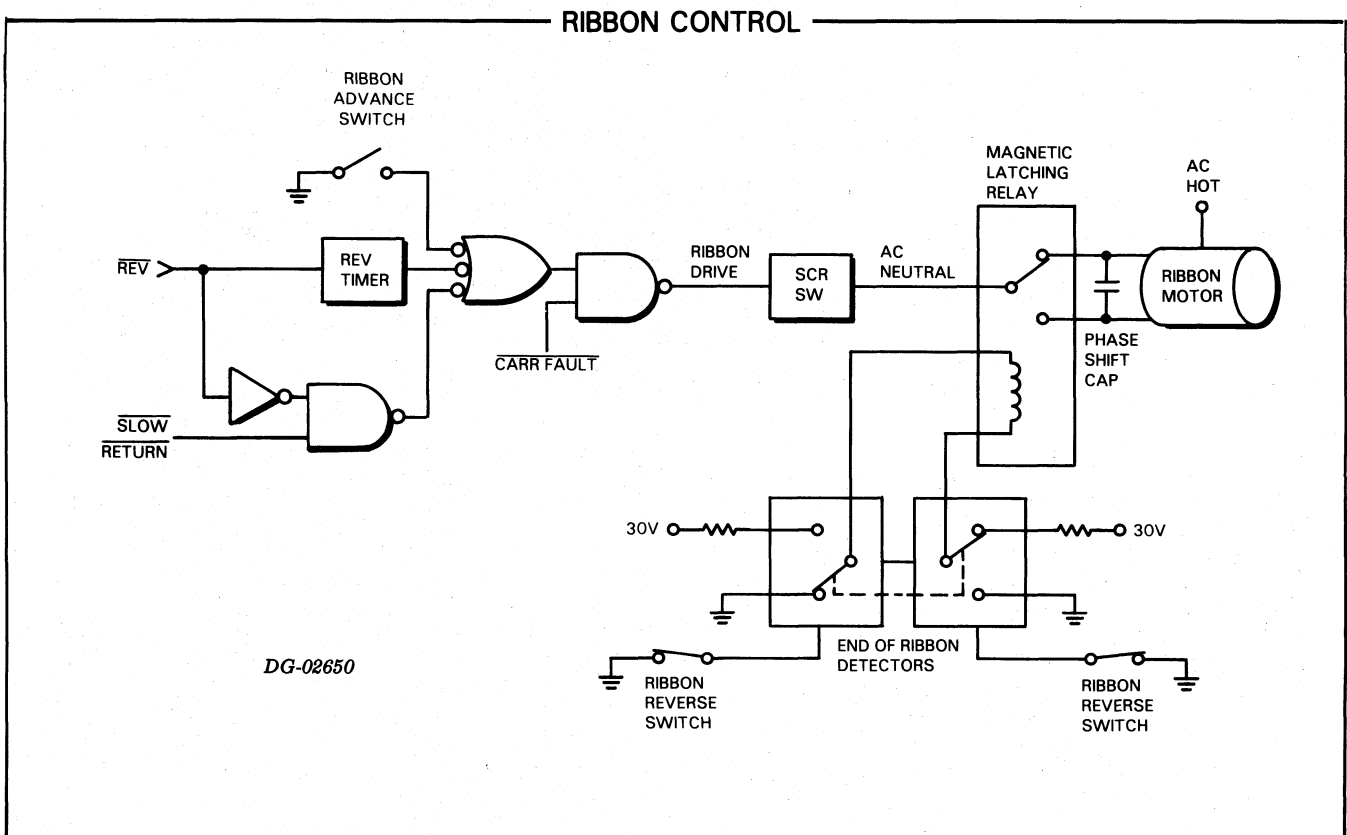 RIBBON CONTROL
RIBBON
ADVANCE
SWITCH
MAGNETIC
LATCHING
RELAY
AC
HOT
REV
REV
TIMER
RIBBON
DRIVE
SCR
SW
AC
NEUTRAL
RIBBON
MOTOR
CARR FAULT
PHASE
SHIFT
CAP
SLOW
RETURN
30V
30V
END OF RIBBON
DETECTORS
DG-02650
RIBBON
REVERSE
SWITCH
RIBBON
REVERSE
SWITCH